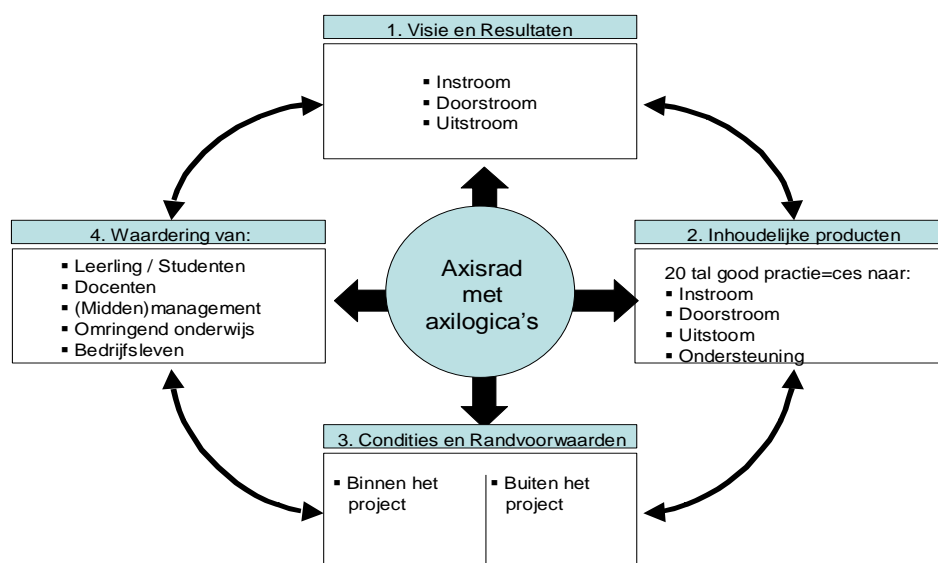 1. Visie en Resultaten
▪ Instroom
▪ Doorstroom
▪ Uitstroom
4. Waardering van:
▪ Leerling / Studenten
▪ Docenten
▪ (Midden)management
▪ Omringend onderwijs
▪ Bedrijfsleven
Axisrad
met
axilogica's
2. Inhoudelijke producten
20 tal good practie=ces naar:
▪ Instroom
▪ Doorstroom
▪ Uitstoom
▪ Ondersteuning
3. Condities en Randvoorwaarden
▪ Binnen het
project
▪ Buiten het
project